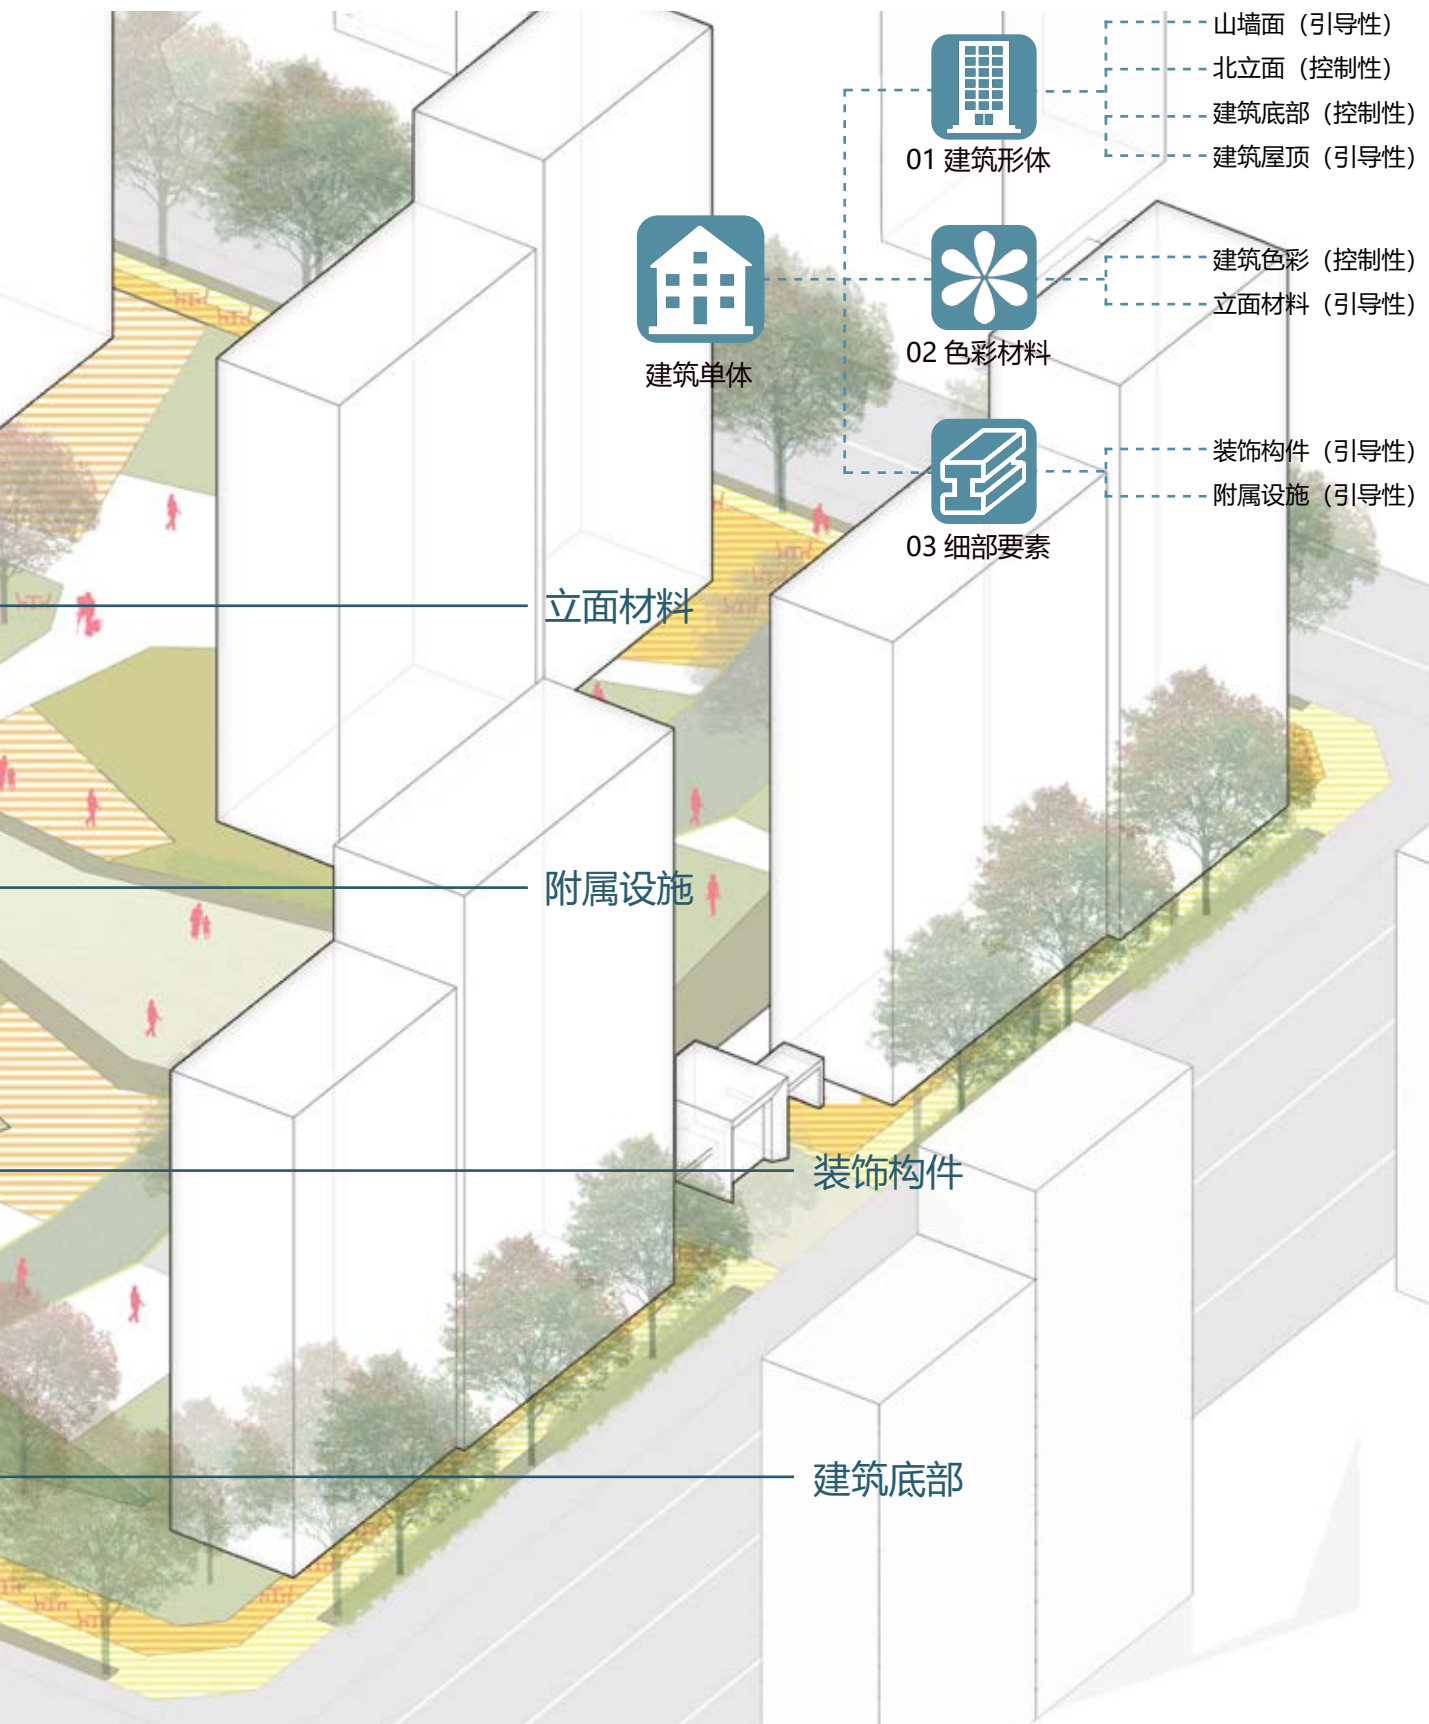 山墙面（引导性）
北立面（控制性）
建筑底部（控制性）
建筑屋顶（引导性）
01 建筑形体
建筑色彩（控制性）
立面材料（引导性）
02 色彩材料
建筑单体
装饰构件（引导性）
附属设施（引导性）
03 细部要素
立面材料
附属设施
装饰构件
建筑底部